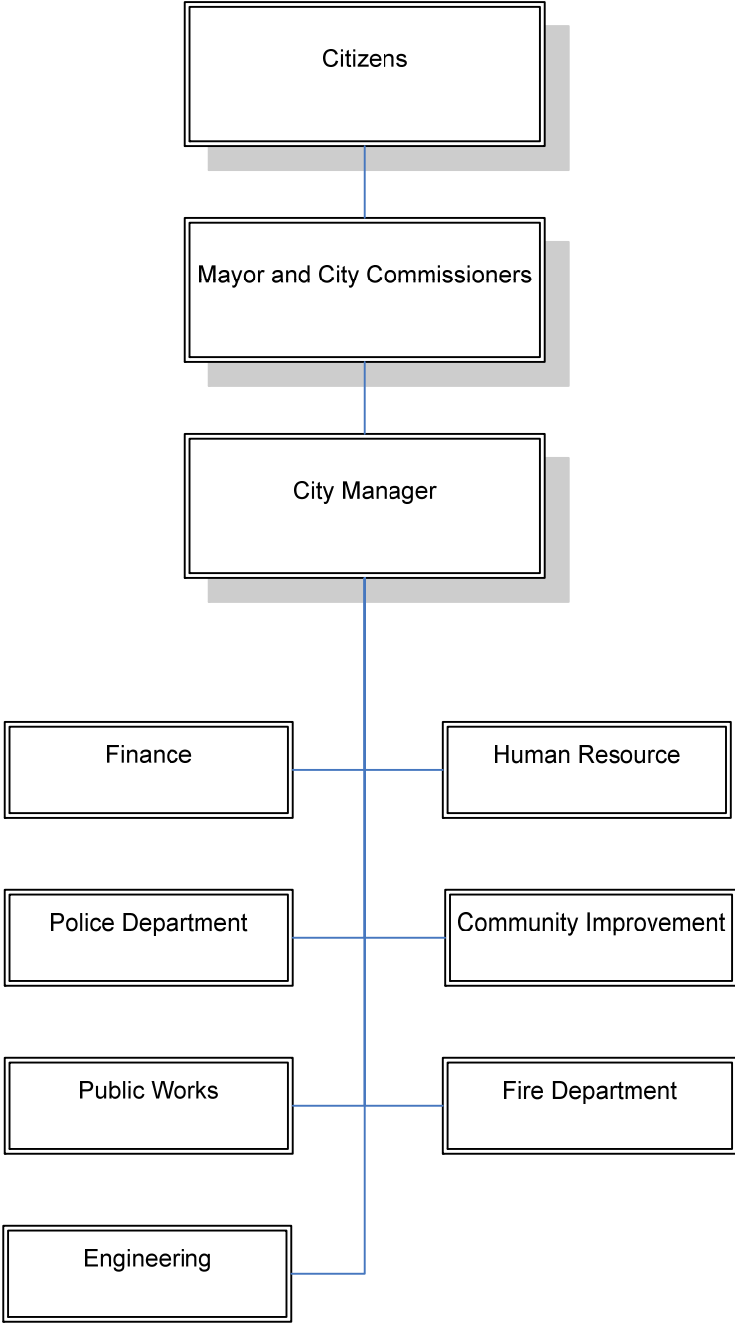 Citizens
Mayor and City Commissioners
City Manager
Finance
Human Resource
Police Department
Community Improvement
Public Works
Fire Department
Engineering